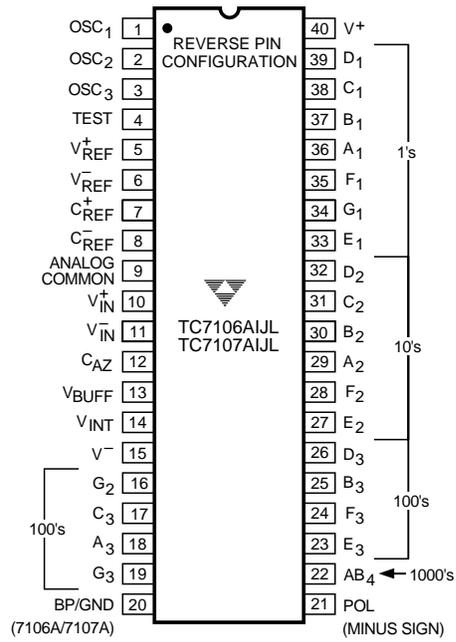 OSC1 1 40 V+
REVERSE PIN
CONFIGURATION
OSC2 2 39 D1
OSC3 3 38 C1
TEST 4 37 B1
V+REF 5 36 A1
1's
V−REF 6 35 F1
C+REF 7 34 G1
C−REF 8 33 E1
ANALOG
COMMON 9 32 D2
V+IN 10 31 C2
TC7106AIJL
TC7107AIJL
V−IN 11 30 B2
10's
CAZ 12 29 A2
VBUFF 13 28 F2
VINT 14 27 E2
V− 15 26 D3
G2 16 25 B3
100's
C3 17 24 F3
100's
A3 18 23 E3
G3 19 22 AB4 1000's
BP/GND 20 21 POL
(7106A/7107A) (MINUS SIGN)